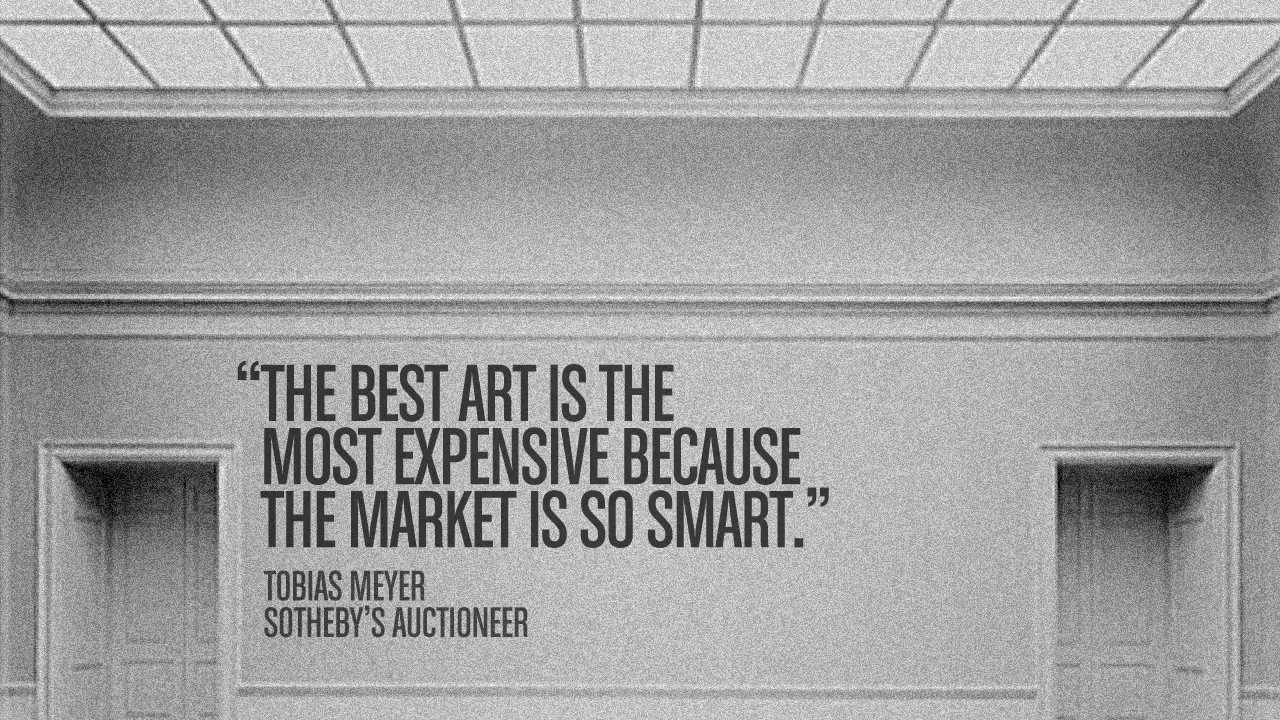 “THE BEST ART IS THE
MOST EXPENSIVE BECAUSE
THE MARKET IS SO SMART.”
TOBIAS MEYER
SOTHEBY’S AUCTIONEER